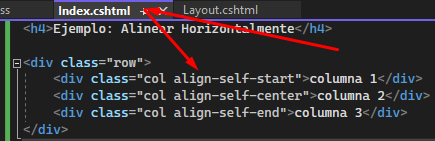 ss Index.cshtml Layout.cshtml
<h4>Ejemplo: Alinear Horizontalmente</h4>
<div class="row">
<div class="col align-self-start">columna 1</div>
<div class="col align-self-center">columna 2</div>
<div class="col align-self-end">columna 3</div>
</div>